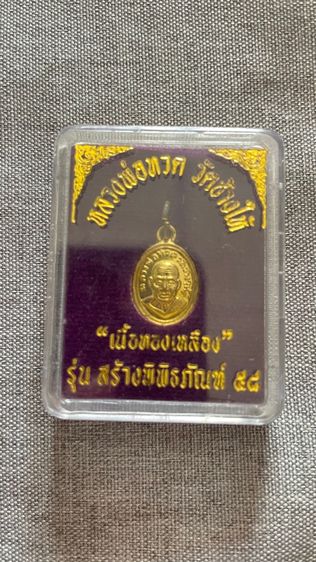 หลวงพ่อทวด วัดช้างให้
"เนื้อทองเหลือง"
รุ่น สร้างพิพิธภัณฑ์ ๕๘